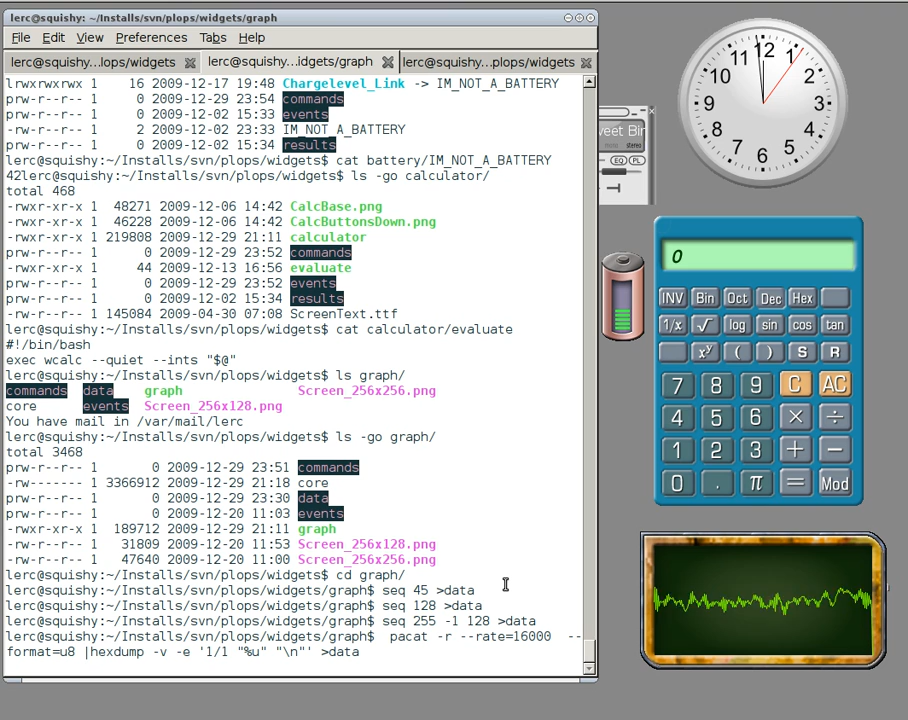 lerc@squishy: ~/Installs/svn/plops/widgets/graph
File Edit View Preferences Tabs Help
lerc@squishy:...lops/widgets lerc@squishy:...idgets/graph lerc@squishy:...plops/widgets
lrwxrwxrwx 1 16 2009-12-17 19:48 Chargelevel_Link -> IM_NOT_A_BATTERY
prw-r--r-- 1 0 2009-12-29 23:54 commands
prw-r--r-- 1 0 2009-12-02 15:33 events
-rw-r--r-- 1 2 2009-12-02 23:33 IM_NOT_A_BATTERY
prw-r--r-- 1 0 2009-12-02 15:34 results
lerc@squishy:~/Installs/svn/plops/widgets$ cat battery/IM_NOT_A_BATTERY
42lerc@squishy:~/Installs/svn/plops/widgets$ ls -go calculator/
total 468
-rwxr-xr-x 1 48271 2009-12-06 14:42 CalcBase.png
-rwxr-xr-x 1 46228 2009-12-06 14:42 CalcButtonsDown.png
-rwxr-xr-x 1 219808 2009-12-29 21:11 calculator
prw-r--r-- 1 0 2009-12-29 23:52 commands
-rwxr-xr-x 1 44 2009-12-13 16:56 evaluate
prw-r--r-- 1 0 2009-12-29 23:52 events
prw-r--r-- 1 0 2009-12-02 15:34 results
-rw-r--r-- 1 145084 2009-04-30 07:08 ScreenText.ttf
lerc@squishy:~/Installs/svn/plops/widgets$ cat calculator/evaluate
#!/bin/bash
exec wcalc --quiet --ints "$@"
lerc@squishy:~/Installs/svn/plops/widgets$ ls graph/
commands data graph Screen_256x256.png
core events Screen_256x128.png
You have mail in /var/mail/lerc
lerc@squishy:~/Installs/svn/plops/widgets$ ls -go graph/
total 3468
prw-r--r-- 1 0 2009-12-29 23:51 commands
-rw------- 1 3366912 2009-12-29 21:18 core
prw-r--r-- 1 0 2009-12-29 23:30 data
prw-r--r-- 1 0 2009-12-20 11:03 events
-rwxr-xr-x 1 189712 2009-12-29 21:11 graph
-rw-r--r-- 1 31809 2009-12-20 11:53 Screen_256x128.png
-rw-r--r-- 1 47640 2009-12-20 11:00 Screen_256x256.png
lerc@squishy:~/Installs/svn/plops/widgets$ cd graph/
lerc@squishy:~/Installs/svn/plops/widgets/graph$ seq 45 >data
lerc@squishy:~/Installs/svn/plops/widgets/graph$ seq 128 >data
lerc@squishy:~/Installs/svn/plops/widgets/graph$ seq 255 -1 128 >data
lerc@squishy:~/Installs/svn/plops/widgets/graph$ pacat -r --rate=16000 --
format=u8 |hexdump -v -e '1/1 "%u" "\n"' >data
12 1 2 3 4 5 6 7 8 9 10 11
EQ PL
0
INV Bin Oct Dec Hex
1/x √ log sin cos tan
xʸ ( ) S R
7 8 9 C AC
4 5 6 × ÷
1 2 3 + −
0 . π = Mod